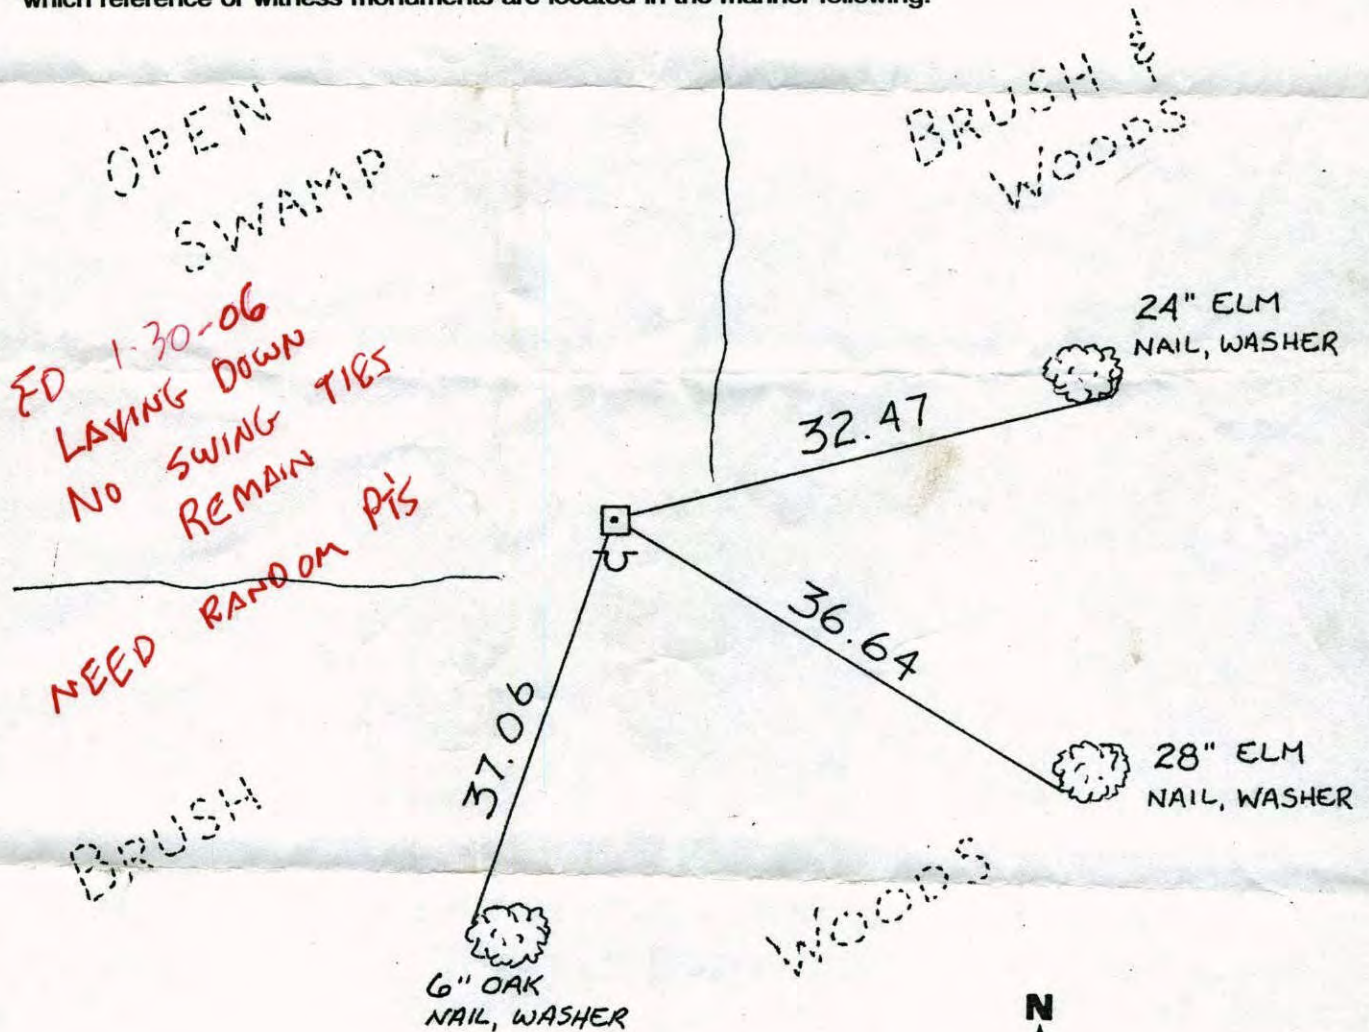 which reference or witness monuments are located in the manner following:
OPEN
SWAMP
BRUSH &
WOODS
FD 1-30-06
LAYING DOWN
NO SWING TIES
REMAIN
NEED RANDOM PT'S
24" ELM
NAIL, WASHER
32.47
36.64
37.06
28" ELM
NAIL, WASHER
BRUSH
WOODS
6" OAK
NAIL, WASHER
N